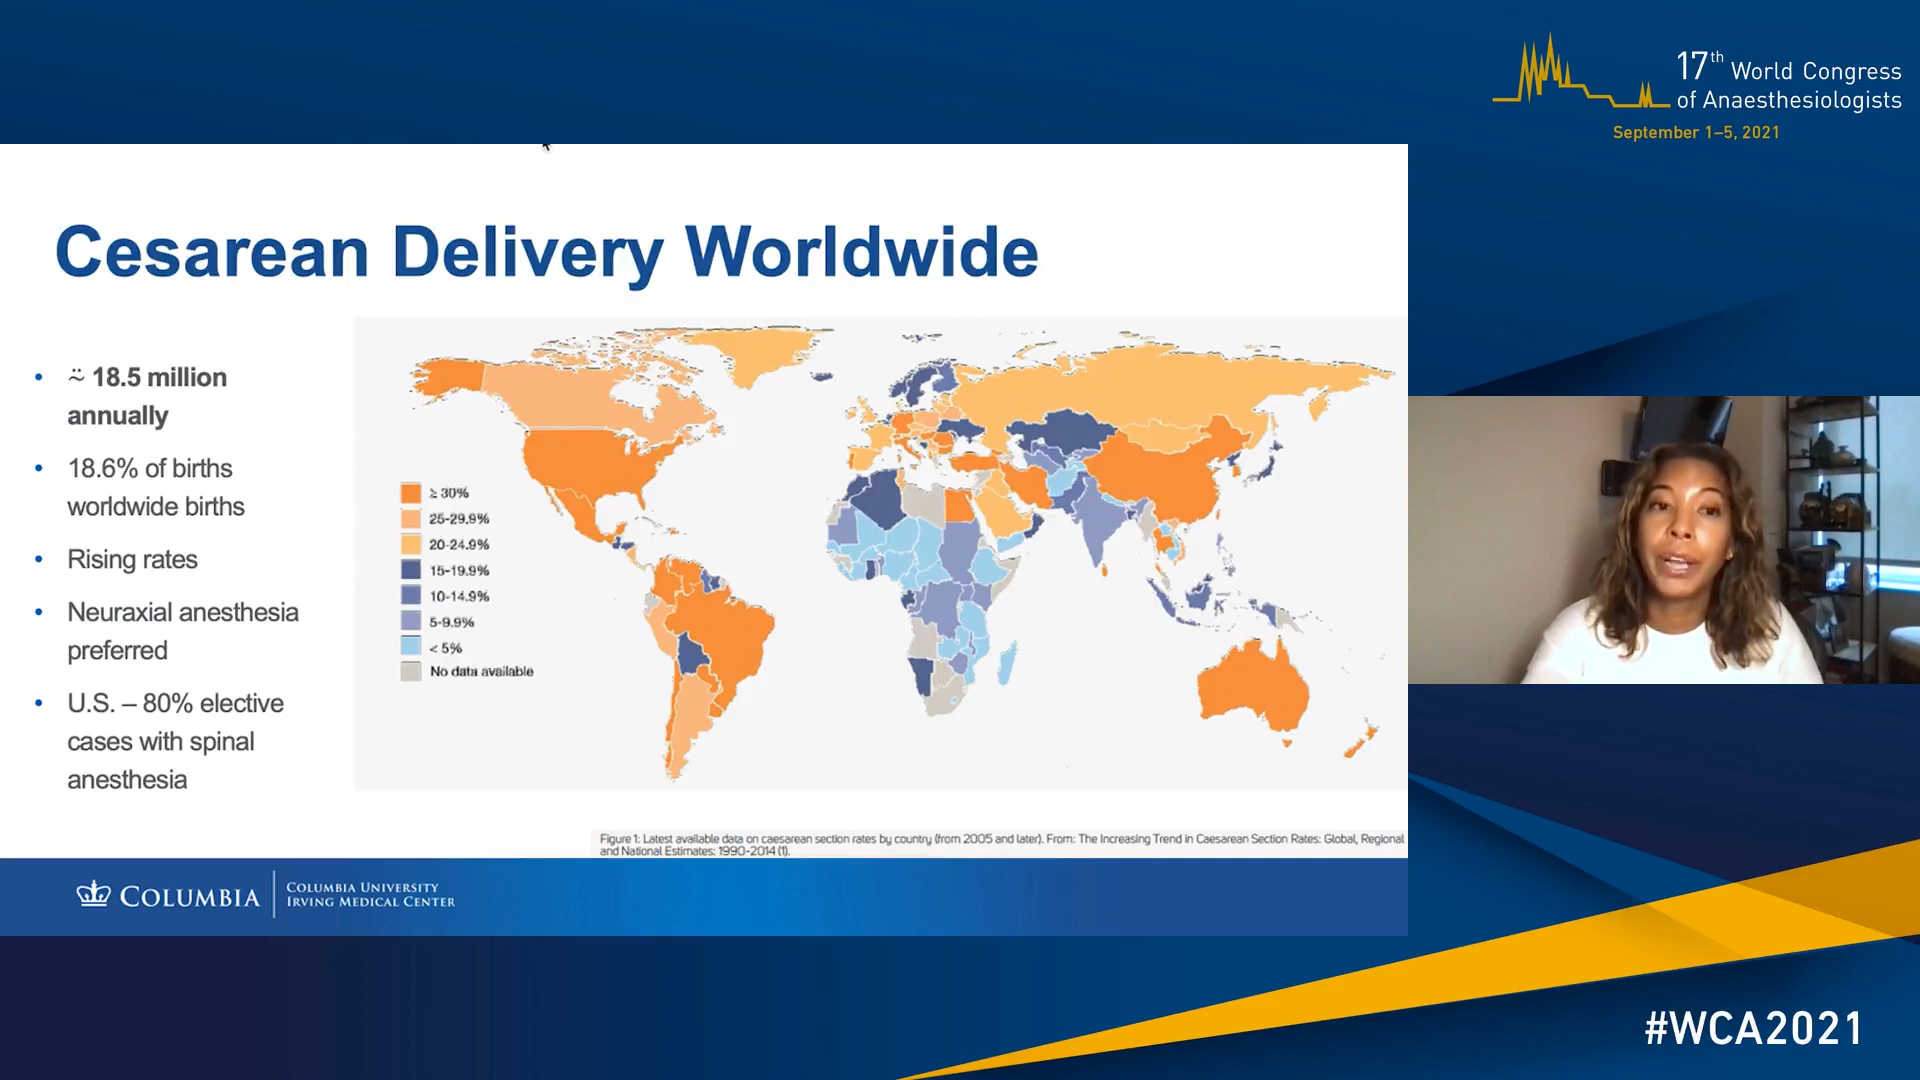 17th World Congress
of Anaesthesiologists
September 1–5, 2021
Cesarean Delivery Worldwide
• ~ 18.5 million
annually
• 18.6% of births
worldwide births
• Rising rates
• Neuraxial anesthesia
preferred
• U.S. – 80% elective
cases with spinal
anesthesia
≥ 30%
25-29.9%
20-24.9%
15-19.9%
10-14.9%
5-9.9%
< 5%
No data available
Figure 1: Latest available data on caesarean section rates by country (from 2005 and later). From: The Increasing Trend in Caesarean Section Rates: Global, Regional
and National Estimates: 1990-2014 (1).
COLUMBIA
COLUMBIA UNIVERSITY
IRVING MEDICAL CENTER
#WCA2021